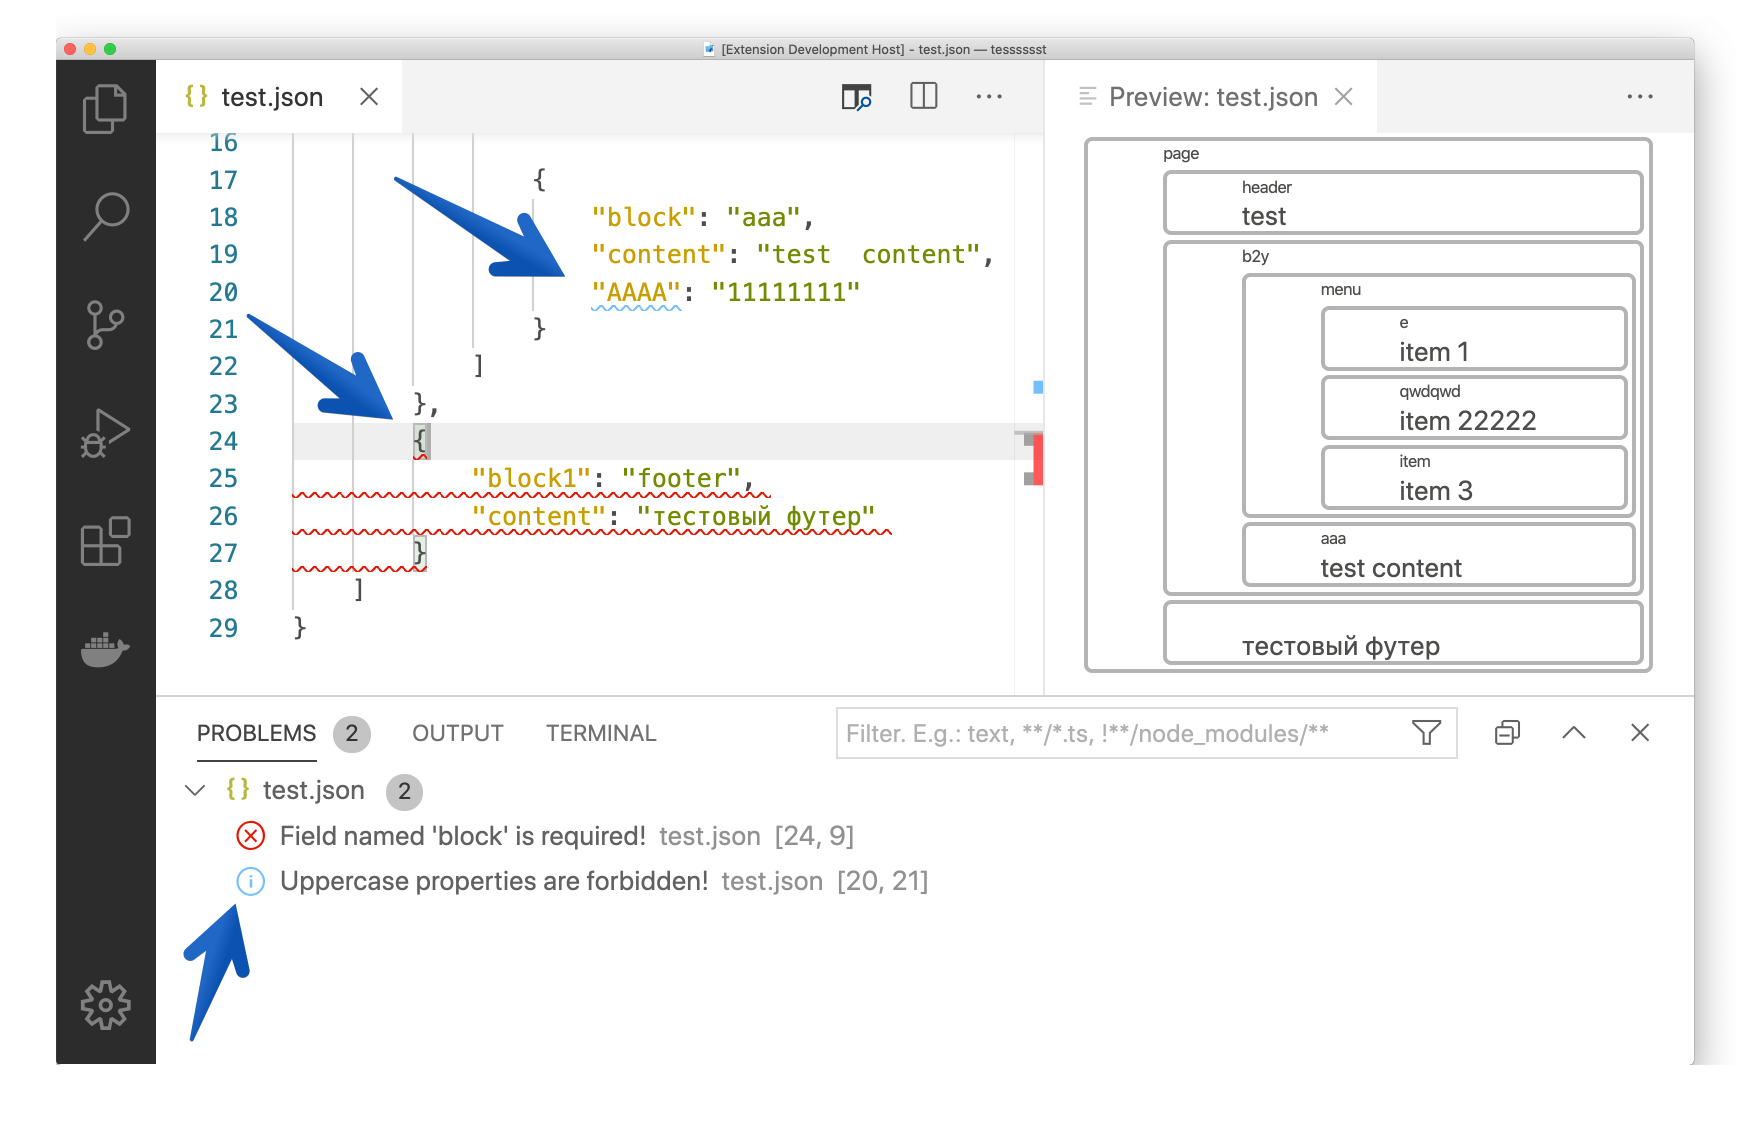 [Extension Development Host] - test.json — tesssssst
{} test.json
Preview: test.json
16
17 {
18 "block": "aaa",
19 "content": "test  content",
20 "AAAA": "11111111"
21 }
22 ]
23 },
24 {
25 "block1": "footer",
26 "content": "тестовый футер"
27 }
28 ]
29 }
page
header
test
b2y
menu
e
item 1
qwdqwd
item 22222
item
item 3
aaa
test content
тестовый футер
PROBLEMS 2 OUTPUT TERMINAL
Filter. E.g.: text, **/*.ts, !**/node_modules/**
{} test.json 2
Field named 'block' is required! test.json [24, 9]
Uppercase properties are forbidden! test.json [20, 21]